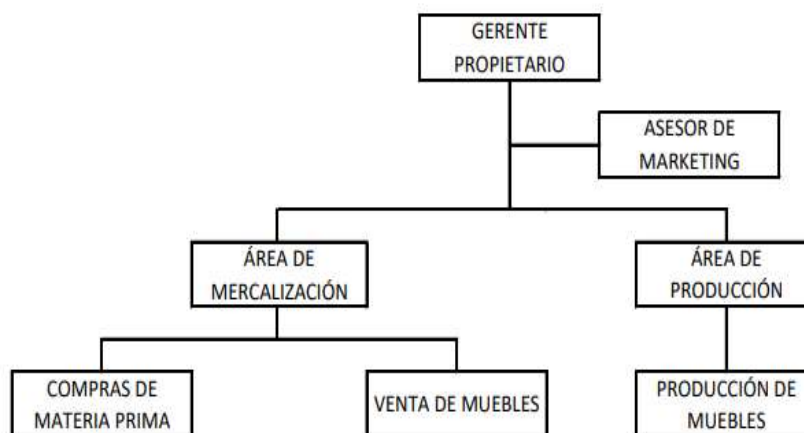 GERENTE
PROPIETARIO
ASESOR DE
MARKETING
ÁREA DE
MERCALIZACIÓN
ÁREA DE
PRODUCCIÓN
COMPRAS DE
MATERIA PRIMA
VENTA DE MUEBLES
PRODUCCIÓN DE
MUEBLES